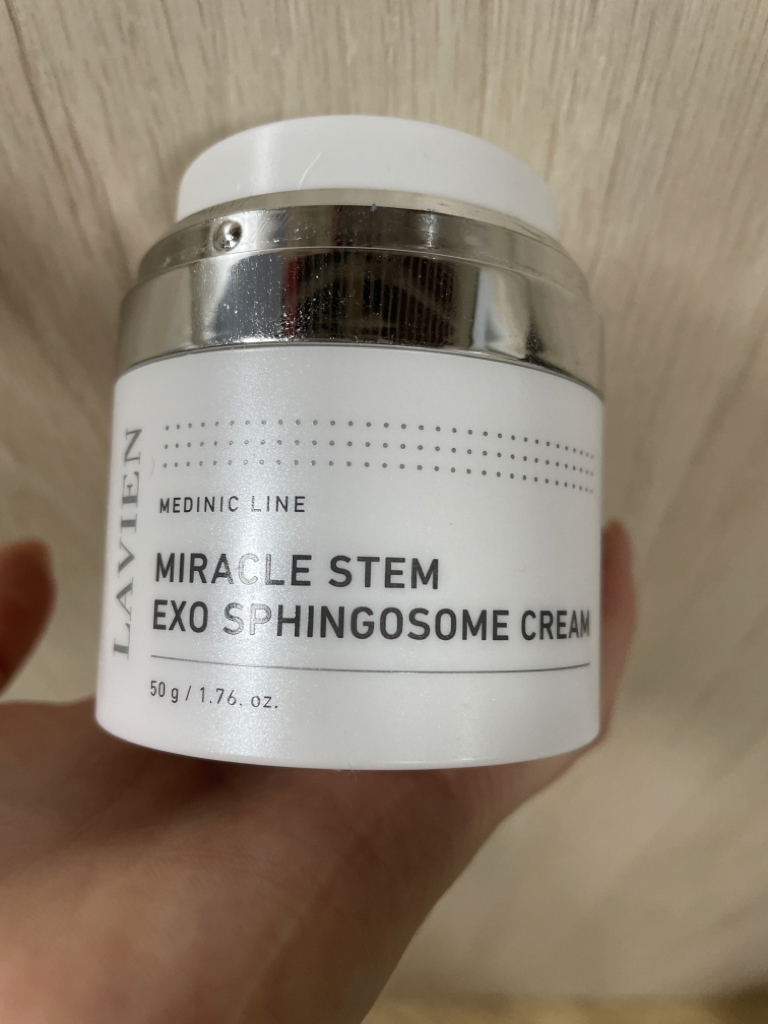 LAVIEN
MEDINIC LINE
MIRACLE STEM
EXO SPHINGOSOME CREAM
50 g / 1.76. oz.